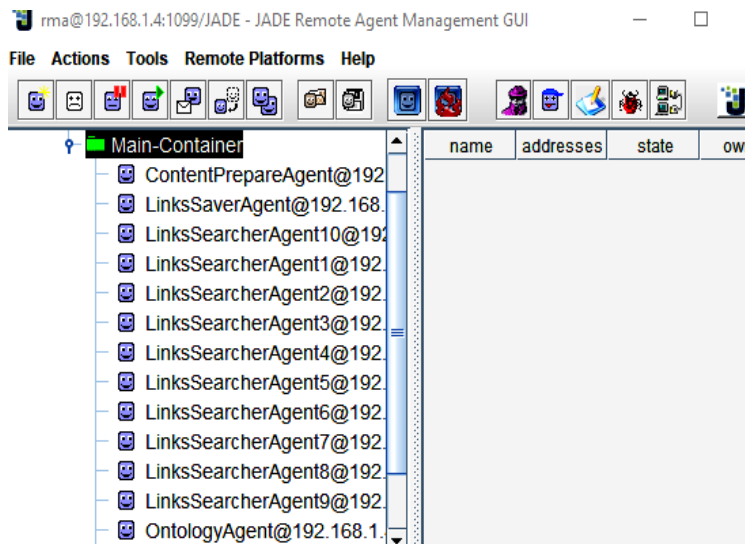 rma@192.168.1.4:1099/JADE - JADE Remote Agent Management GUI
File Actions Tools Remote Platforms Help
Main-Container
name addresses state ow
ContentPrepareAgent@192
LinksSaverAgent@192.168.
LinksSearcherAgent10@192
LinksSearcherAgent1@192.
LinksSearcherAgent2@192.
LinksSearcherAgent3@192.
LinksSearcherAgent4@192.
LinksSearcherAgent5@192.
LinksSearcherAgent6@192.
LinksSearcherAgent7@192.
LinksSearcherAgent8@192.
LinksSearcherAgent9@192.
OntologyAgent@192.168.1.